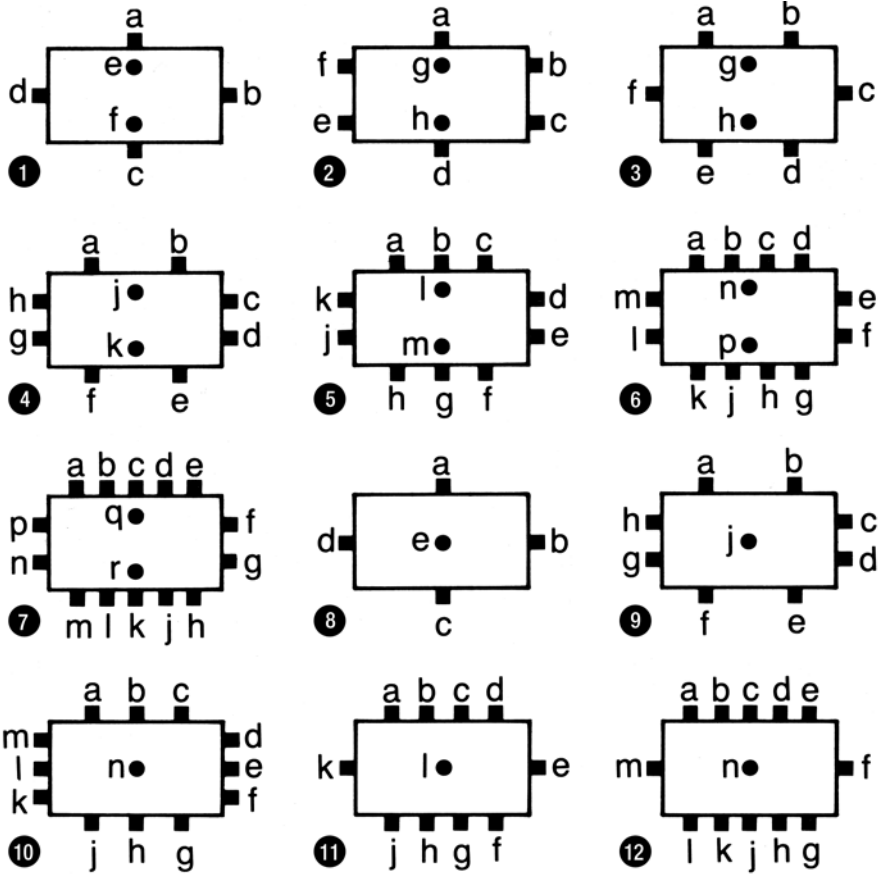 a
e
d b
f
c
1
a
f g b
e h c
d
2
a b
g
f c
h
e d
3
a b
h j c
g k d
f e
4
a b c
k l d
j m e
h g f
5
a b c d
m n e
l p f
k j h g
6
a b c d e
p q f
n r g
m l k j h
7
a
d e b
c
8
a b
h c
j
g d
f e
9
a b c
m d
l n e
k f
j h g
10
a b c d
k l e
j h g f
11
a b c d e
m n f
l k j h g
12